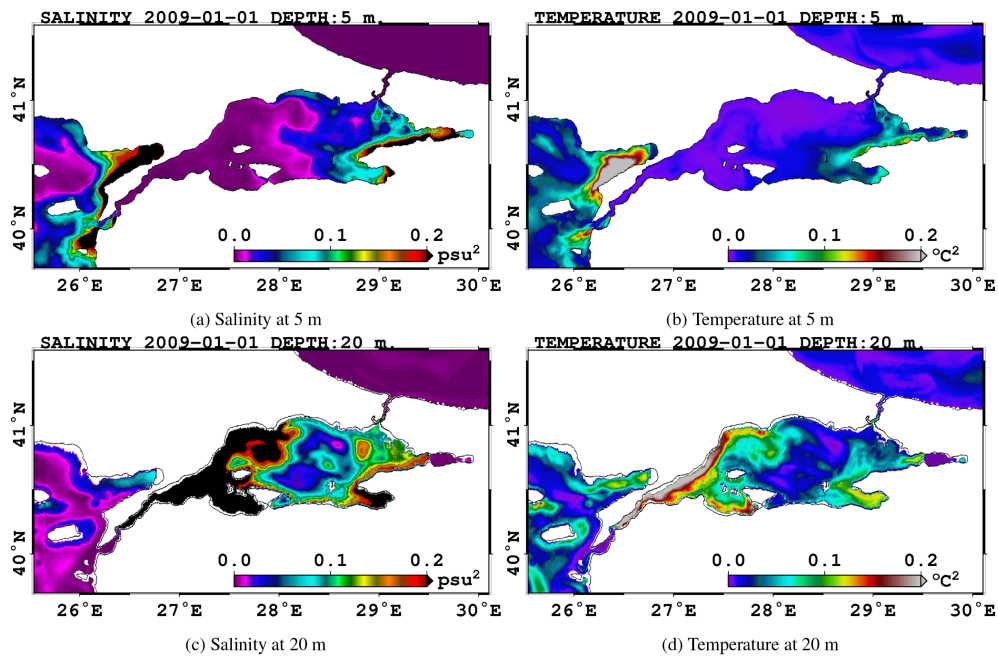 SALINITY 2009-01-01 DEPTH:5 m.
TEMPERATURE 2009-01-01 DEPTH:5 m.
41°N
40°N
0.0 0.1 0.2
psu²
26°E 27°E 28°E 29°E 30°E
41°N
40°N
0.0 0.1 0.2
°C²
26°E 27°E 28°E 29°E 30°E
(a) Salinity at 5 m
(b) Temperature at 5 m
SALINITY 2009-01-01 DEPTH:20 m.
TEMPERATURE 2009-01-01 DEPTH:20 m.
41°N
40°N
0.0 0.1 0.2
psu²
26°E 27°E 28°E 29°E 30°E
41°N
40°N
0.0 0.1 0.2
°C²
26°E 27°E 28°E 29°E 30°E
(c) Salinity at 20 m
(d) Temperature at 20 m